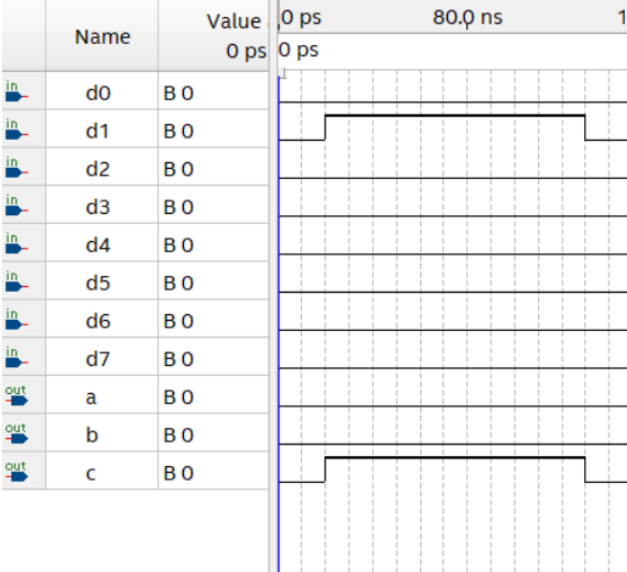 Name Value 0 ps 80.0 ns 1
0 ps 0 ps
in d0 B 0
in d1 B 0
in d2 B 0
in d3 B 0
in d4 B 0
in d5 B 0
in d6 B 0
in d7 B 0
out a B 0
out b B 0
out c B 0